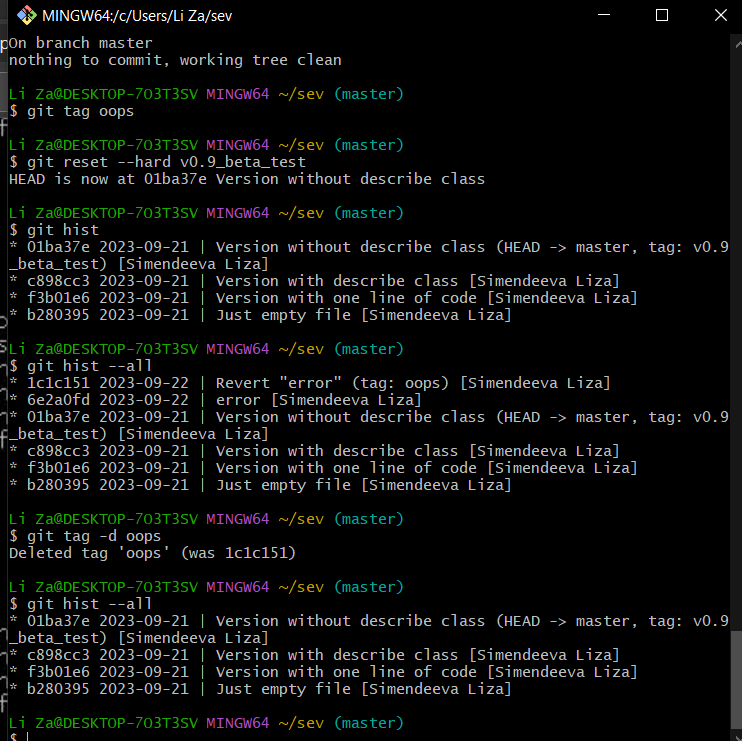 MINGW64:/c/Users/Li Za/sev
On branch master
nothing to commit, working tree clean
Li Za@DESKTOP-7O3T3SV MINGW64 ~/sev (master)
$ git tag oops
Li Za@DESKTOP-7O3T3SV MINGW64 ~/sev (master)
$ git reset --hard v0.9_beta_test
HEAD is now at 01ba37e Version without describe class
Li Za@DESKTOP-7O3T3SV MINGW64 ~/sev (master)
$ git hist
* 01ba37e 2023-09-21 | Version without describe class (HEAD -> master, tag: v0.9
_beta_test) [Simendeeva Liza]
* c898cc3 2023-09-21 | Version with describe class [Simendeeva Liza]
* f3b01e6 2023-09-21 | Version with one line of code [Simendeeva Liza]
* b280395 2023-09-21 | Just empty file [Simendeeva Liza]
Li Za@DESKTOP-7O3T3SV MINGW64 ~/sev (master)
$ git hist --all
* 1c1c151 2023-09-22 | Revert "error" (tag: oops) [Simendeeva Liza]
* 6e2a0fd 2023-09-22 | error [Simendeeva Liza]
* 01ba37e 2023-09-21 | Version without describe class (HEAD -> master, tag: v0.9
_beta_test) [Simendeeva Liza]
* c898cc3 2023-09-21 | Version with describe class [Simendeeva Liza]
* f3b01e6 2023-09-21 | Version with one line of code [Simendeeva Liza]
* b280395 2023-09-21 | Just empty file [Simendeeva Liza]
Li Za@DESKTOP-7O3T3SV MINGW64 ~/sev (master)
$ git tag -d oops
Deleted tag 'oops' (was 1c1c151)
Li Za@DESKTOP-7O3T3SV MINGW64 ~/sev (master)
$ git hist --all
* 01ba37e 2023-09-21 | Version without describe class (HEAD -> master, tag: v0.9
_beta_test) [Simendeeva Liza]
* c898cc3 2023-09-21 | Version with describe class [Simendeeva Liza]
* f3b01e6 2023-09-21 | Version with one line of code [Simendeeva Liza]
* b280395 2023-09-21 | Just empty file [Simendeeva Liza]
Li Za@DESKTOP-7O3T3SV MINGW64 ~/sev (master)
$